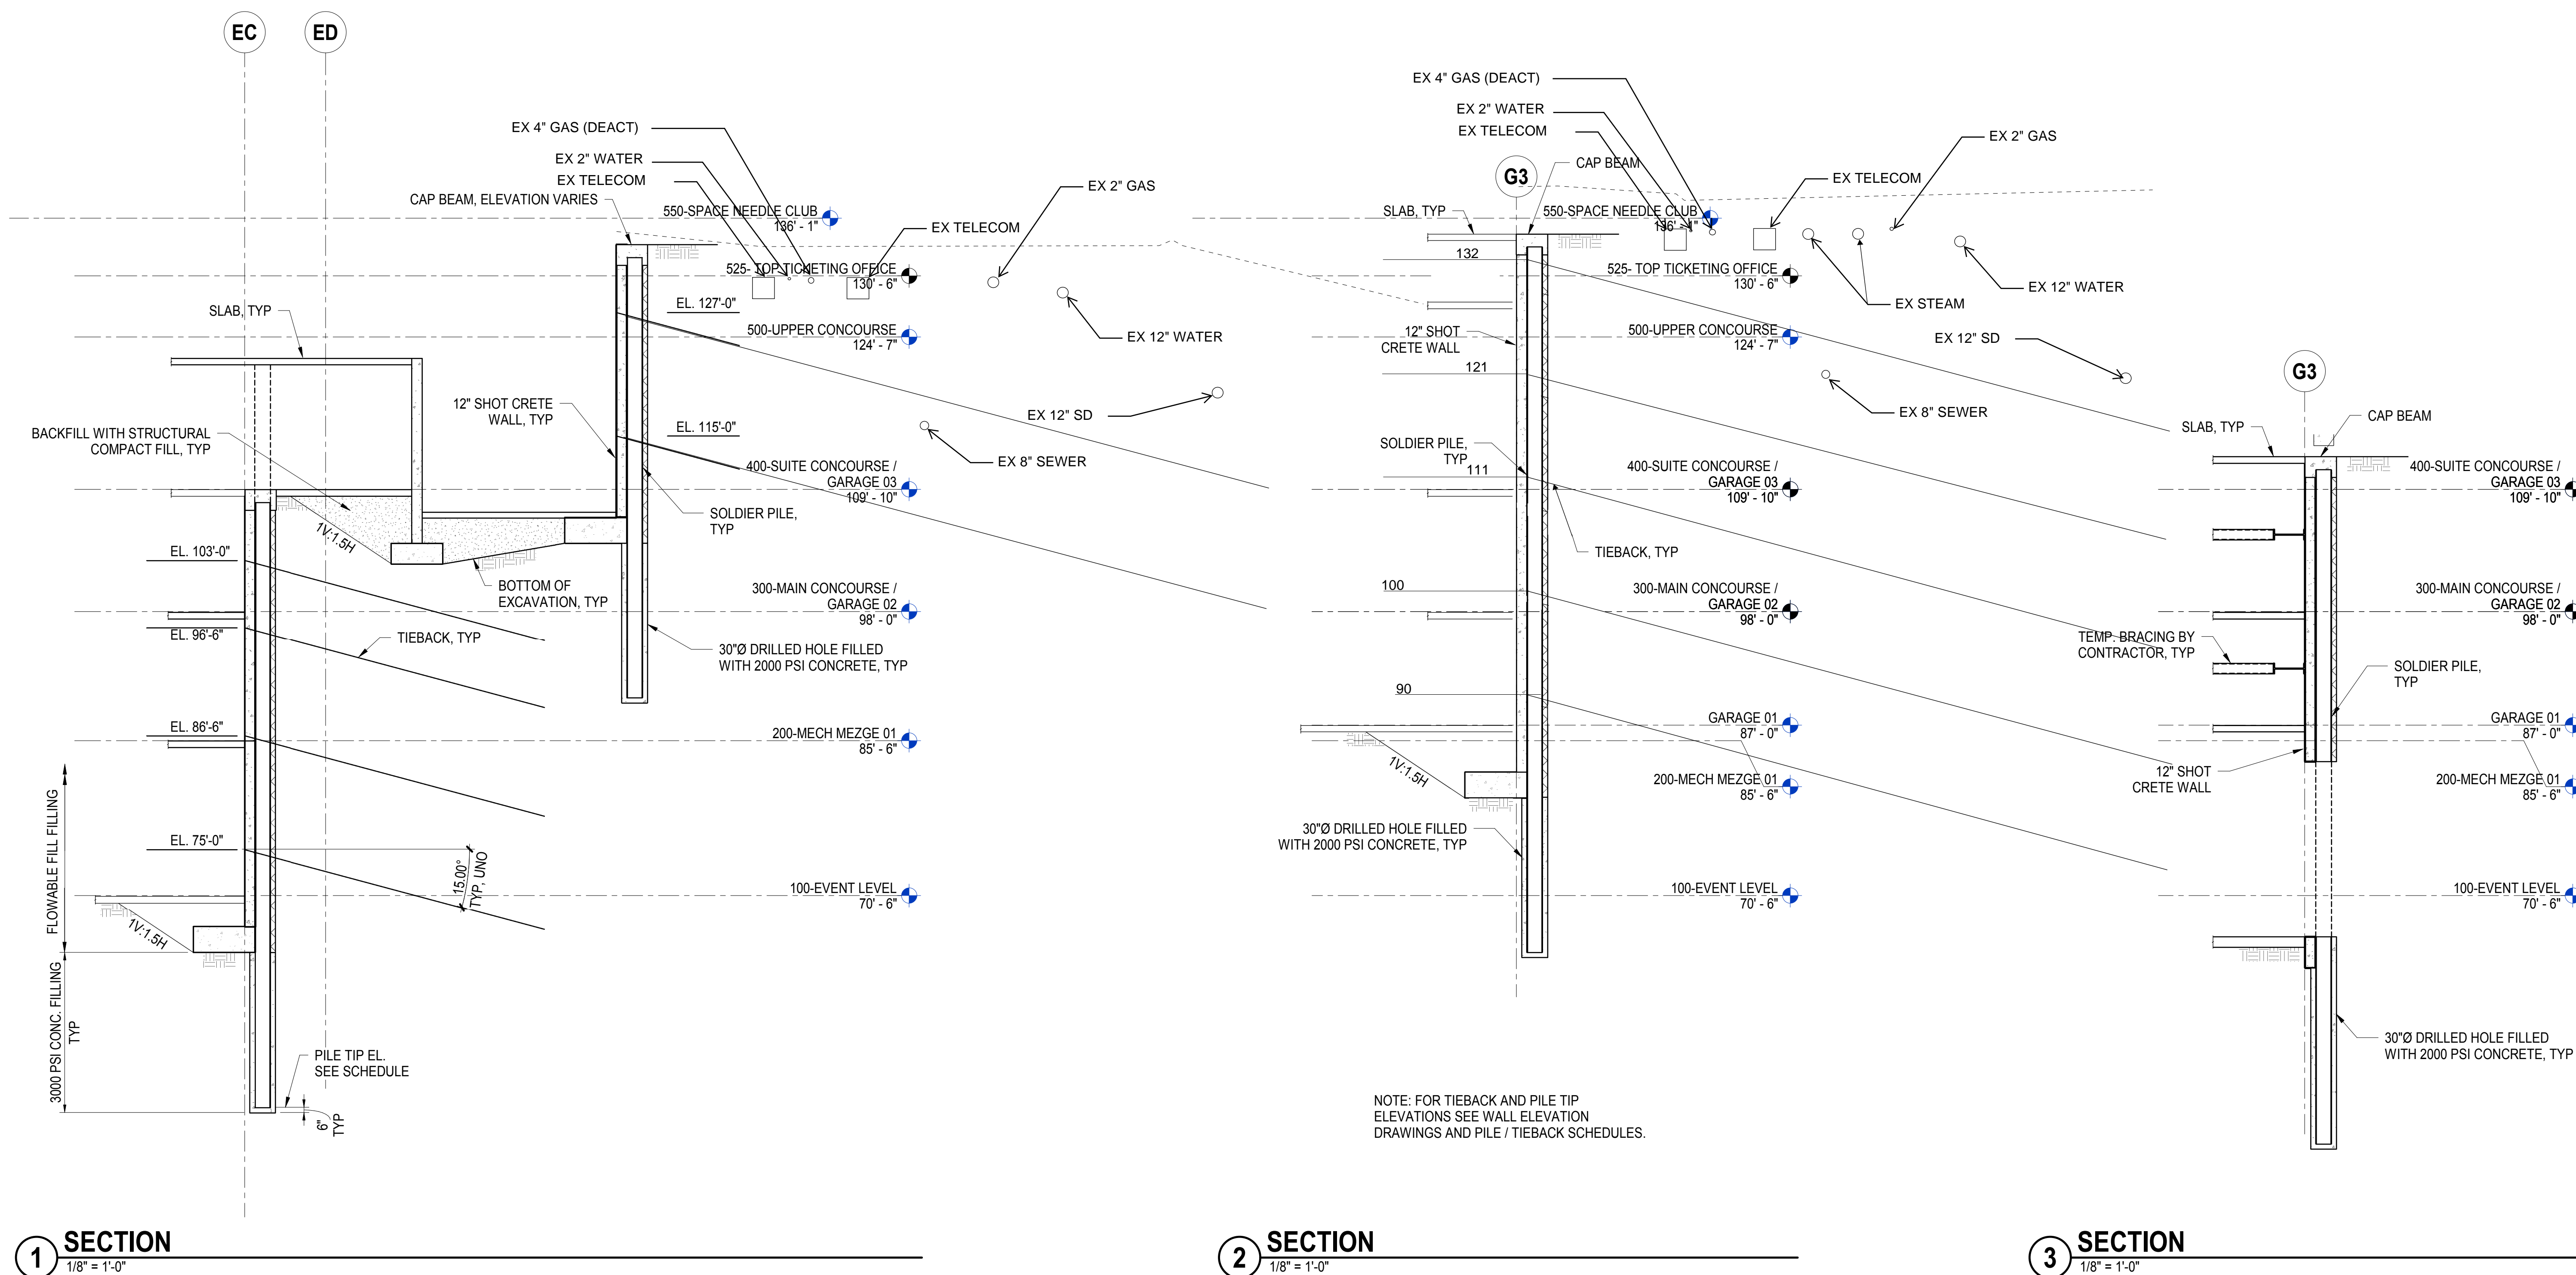 EC
ED
EX 4" GAS (DEACT)
EX 2" WATER
EX TELECOM
CAP BEAM, ELEVATION VARIES
550-SPACE NEEDLE CLUB
136' - 1"
EX 2" GAS
EX TELECOM
525- TOP TICKETING OFFICE
130' - 6"
EL. 127'-0"
SLAB, TYP
500-UPPER CONCOURSE
124' - 7"
EX 12" WATER
12" SHOT CRETE
WALL, TYP
EX 12" SD
EL. 115'-0"
BACKFILL WITH STRUCTURAL
COMPACT FILL, TYP
EX 8" SEWER
400-SUITE CONCOURSE /
GARAGE 03
109' - 10"
SOLDIER PILE,
TYP
1V:1.5H
EL. 103'-0"
BOTTOM OF
EXCAVATION, TYP
300-MAIN CONCOURSE /
GARAGE 02
98' - 0"
EL. 96'-6"
TIEBACK, TYP
30"Ø DRILLED HOLE FILLED
WITH 2000 PSI CONCRETE, TYP
EL. 86'-6"
200-MECH MEZGE 01
85' - 6"
FLOWABLE FILL FILLING
EL. 75'-0"
15.00°
TYP, UNO
100-EVENT LEVEL
70' - 6"
1V:1.5H
3000 PSI CONC. FILLING
TYP
PILE TIP EL.
SEE SCHEDULE
6"
TYP
1
SECTION
1/8" = 1'-0"
EX 4" GAS (DEACT)
EX 2" WATER
EX TELECOM
CAP BEAM
G3
EX 2" GAS
EX TELECOM
SLAB, TYP
550-SPACE NEEDLE CLUB
136' - 1"
132
525- TOP TICKETING OFFICE
130' - 6"
EX STEAM
EX 12" WATER
12" SHOT
CRETE WALL
500-UPPER CONCOURSE
124' - 7"
EX 12" SD
121
EX 8" SEWER
SOLDIER PILE,
TYP
111
400-SUITE CONCOURSE /
GARAGE 03
109' - 10"
TIEBACK, TYP
100
300-MAIN CONCOURSE /
GARAGE 02
98' - 0"
90
GARAGE 01
87' - 0"
1V:1.5H
200-MECH MEZGE 01
85' - 6"
30"Ø DRILLED HOLE FILLED
WITH 2000 PSI CONCRETE, TYP
100-EVENT LEVEL
70' - 6"
NOTE: FOR TIEBACK AND PILE TIP
ELEVATIONS SEE WALL ELEVATION
DRAWINGS AND PILE / TIEBACK SCHEDULES.
2
SECTION
1/8" = 1'-0"
G3
CAP BEAM
SLAB, TYP
400-SUITE CONCOURSE /
GARAGE 03
109' - 10"
300-MAIN CONCOURSE /
GARAGE 02
98' - 0"
TEMP. BRACING BY
CONTRACTOR, TYP
SOLDIER PILE,
TYP
GARAGE 01
87' - 0"
12" SHOT
CRETE WALL
200-MECH MEZGE 01
85' - 6"
100-EVENT LEVEL
70' - 6"
30"Ø DRILLED HOLE FILLED
WITH 2000 PSI CONCRETE, TYP
3
SECTION
1/8" = 1'-0"